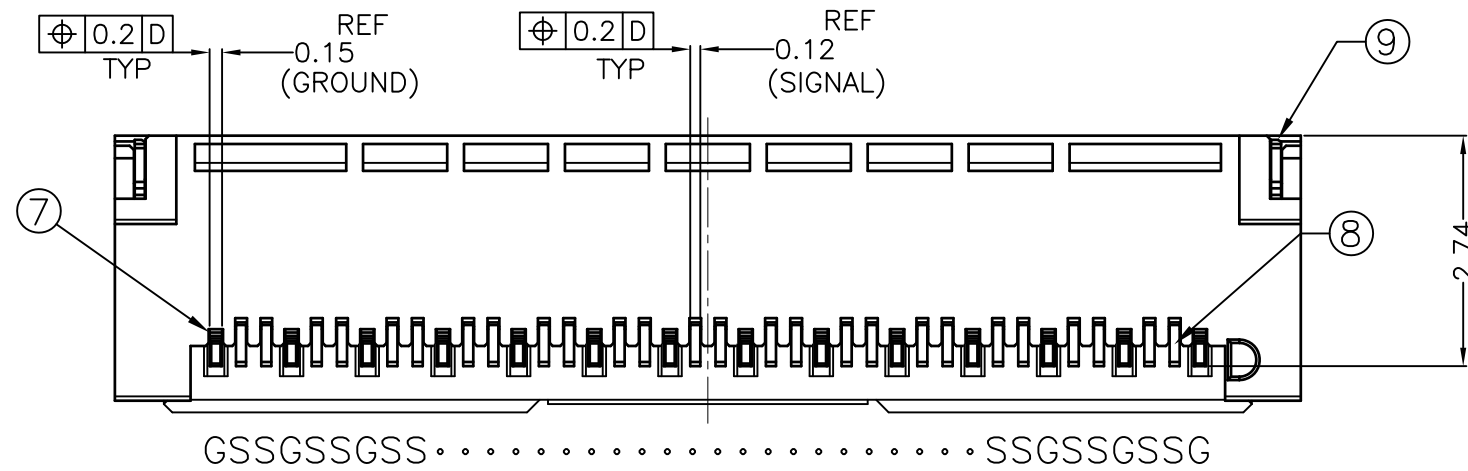 ⌖ 0.2 D
TYP
REF
0.15
(GROUND)
⌖ 0.2 D
TYP
REF
0.12
(SIGNAL)
9
7
8
2.74
GSSGSSGSS · · · · · · · · · · · · · · · · · · · · · · SSGSSGSSG